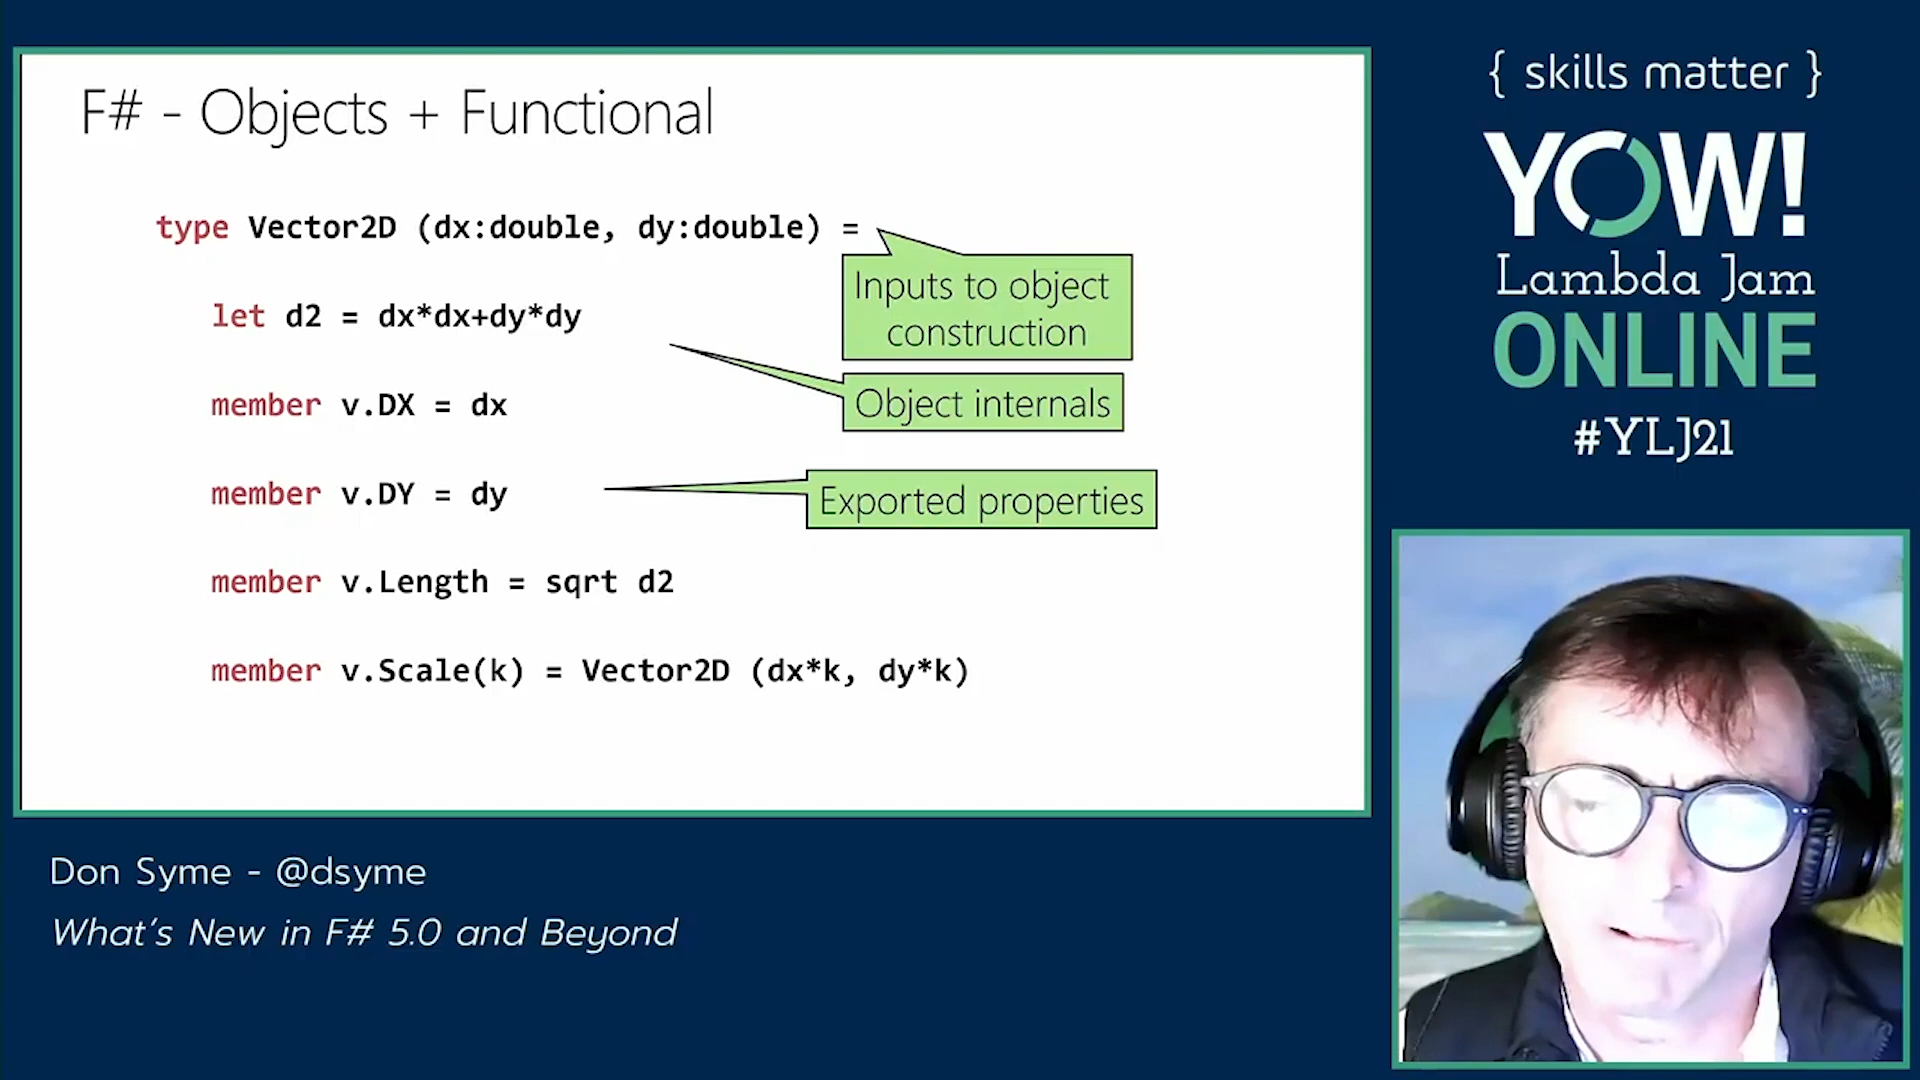 F# - Objects + Functional
type Vector2D (dx:double, dy:double) =
Inputs to object
construction
let d2 = dx*dx+dy*dy
Object internals
member v.DX = dx
member v.DY = dy
Exported properties
member v.Length = sqrt d2
member v.Scale(k) = Vector2D (dx*k, dy*k)
Don Syme - @dsyme
What's New in F# 5.0 and Beyond
{ skills matter }
YOW!
Lambda Jam
ONLINE
#YLJ21